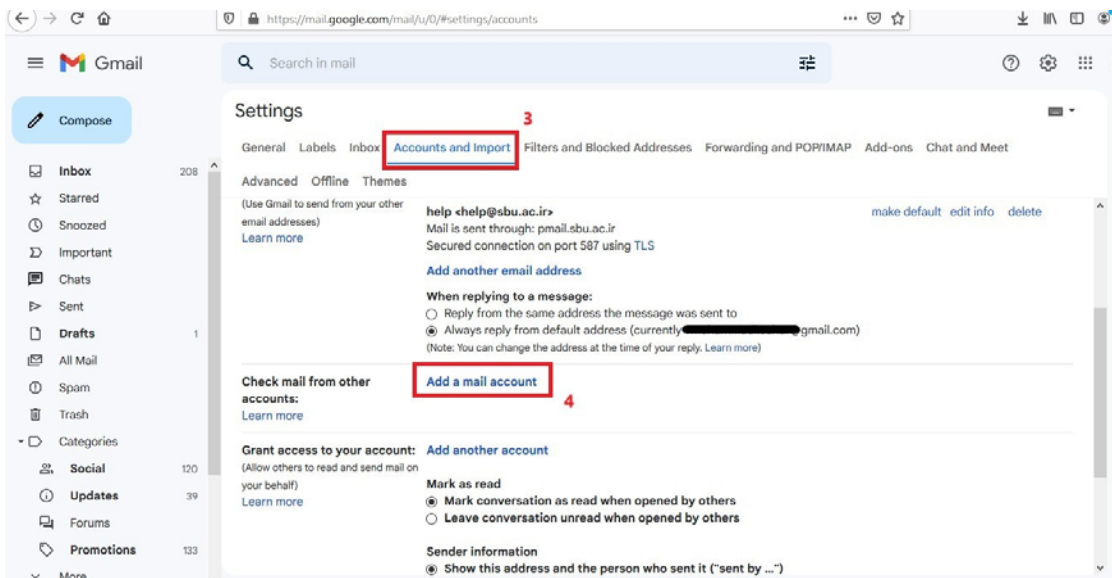 https://mail.google.com/mail/u/0/#settings/accounts
Gmail
Search in mail
Compose
Inbox 208
Starred
Snoozed
Important
Chats
Sent
Drafts 1
All Mail
Spam
Trash
Categories
Social 120
Updates 39
Forums
Promotions 133
More
Settings
3
General Labels Inbox Accounts and Import Filters and Blocked Addresses Forwarding and POP/IMAP Add-ons Chat and Meet
Advanced Offline Themes
(Use Gmail to send from your other
email addresses)
Learn more
help <help@sbu.ac.ir> make default edit info delete
Mail is sent through: pmail.sbu.ac.ir
Secured connection on port 587 using TLS
Add another email address
When replying to a message:
Reply from the same address the message was sent to
Always reply from default address (currently @gmail.com)
(Note: You can change the address at the time of your reply. Learn more)
Check mail from other
accounts:
Learn more
Add a mail account
4
Grant access to your account:
(Allow others to read and send mail on
your behalf)
Learn more
Add another account
Mark as read
Mark conversation as read when opened by others
Leave conversation unread when opened by others
Sender information
Show this address and the person who sent it ("sent by ...")